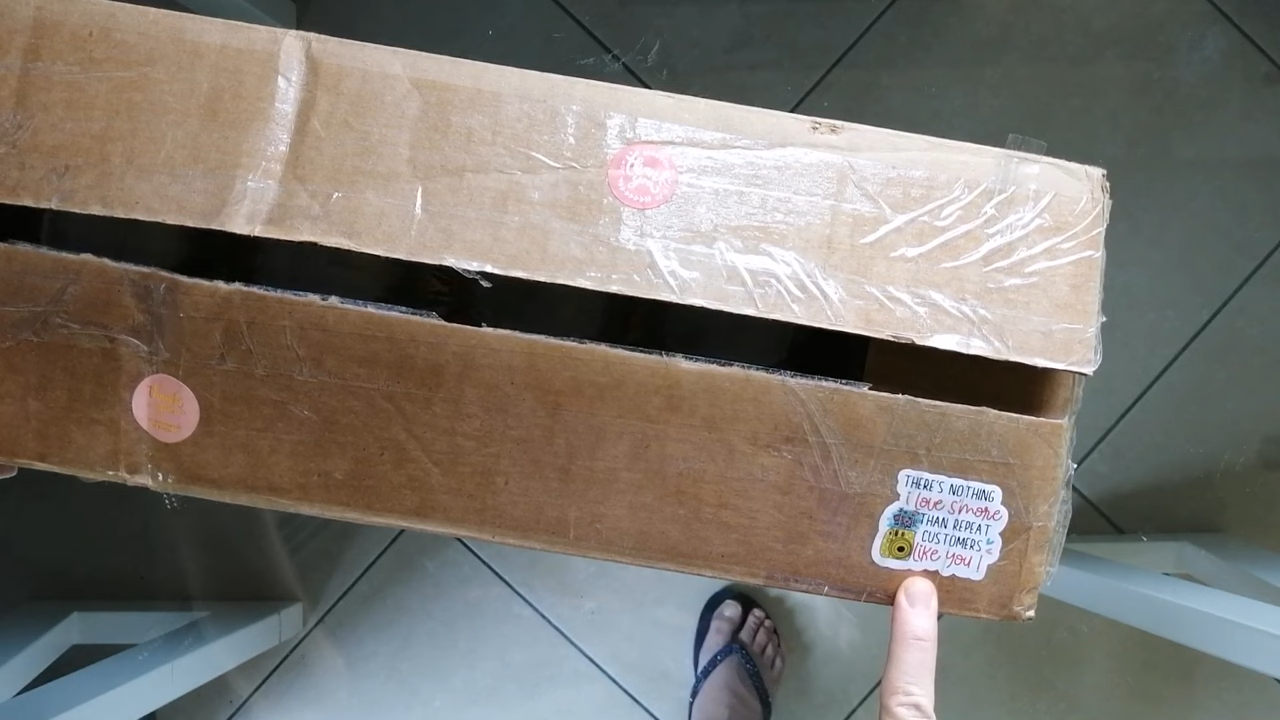 THERE'S NOTHING
i love s'more
THAN REPEAT
CUSTOMERS
like you!